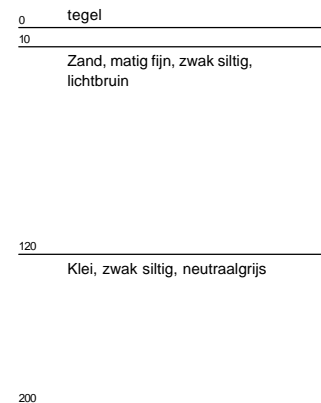 tegel
0
10
Zand, matig fijn, zwak siltig,
lichtbruin
120
Klei, zwak siltig, neutraalgrijs
200